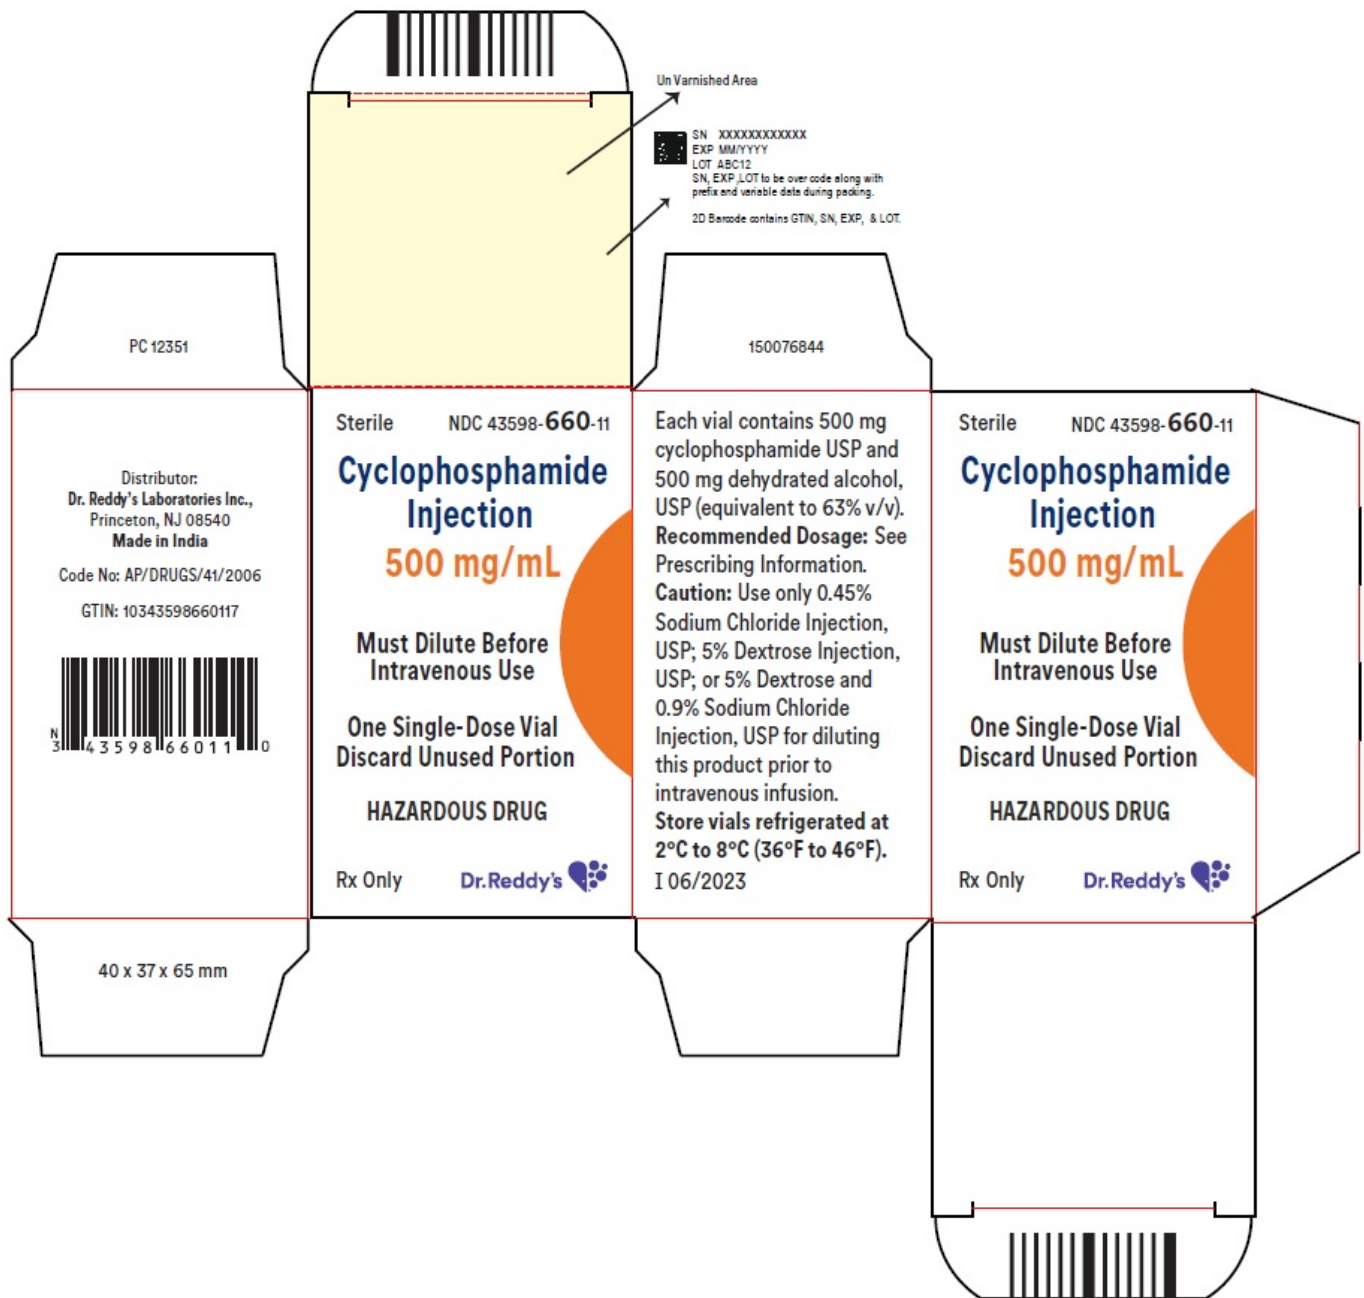 Un Varnished Area
SN XXXXXXXXXXXX
EXP MM/YYYY
LOT ABC12
SN, EXP ,LOT to be over code along with
prefix and variable data during packing.
2D Barcode contains GTIN, SN, EXP, & LOT.
PC 12351
Distributor:
Dr. Reddy's Laboratories Inc.,
Princeton, NJ 08540
Made in India
Code No: AP/DRUGS/41/2006
GTIN: 10343598660117
N
3 43598 66011 0
40 x 37 x 65 mm
Sterile NDC 43598-660-11
Cyclophosphamide
Injection
500 mg/mL
Must Dilute Before
Intravenous Use
One Single-Dose Vial
Discard Unused Portion
HAZARDOUS DRUG
Rx Only Dr.Reddy's
150076844
Each vial contains 500 mg
cyclophosphamide USP and
500 mg dehydrated alcohol,
USP (equivalent to 63% v/v).
Recommended Dosage: See
Prescribing Information.
Caution: Use only 0.45%
Sodium Chloride Injection,
USP; 5% Dextrose Injection,
USP; or 5% Dextrose and
0.9% Sodium Chloride
Injection, USP for diluting
this product prior to
intravenous infusion.
Store vials refrigerated at
2°C to 8°C (36°F to 46°F).
I 06/2023
Sterile NDC 43598-660-11
Cyclophosphamide
Injection
500 mg/mL
Must Dilute Before
Intravenous Use
One Single-Dose Vial
Discard Unused Portion
HAZARDOUS DRUG
Rx Only Dr.Reddy's